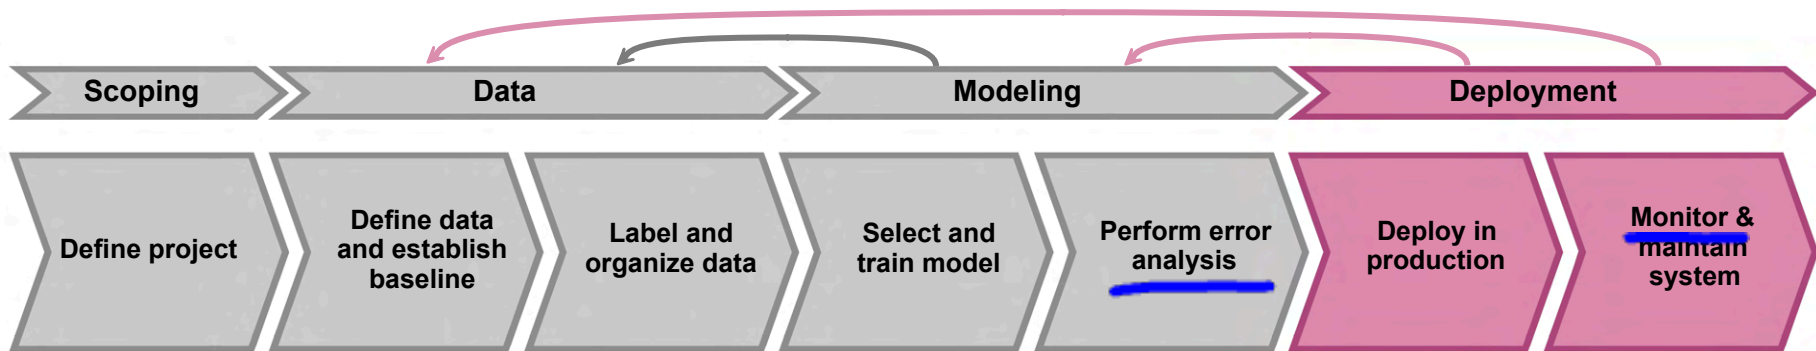 Scoping
Data
Modeling
Deployment
Define project
Define data
and establish
baseline
Label and
organize data
Select and
train model
Perform error
analysis
Deploy in
production
Monitor &
maintain
system